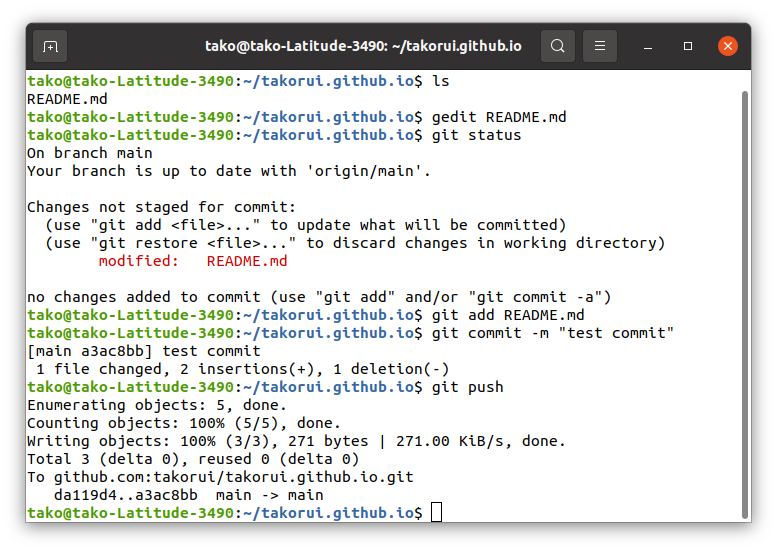 tako@tako-Latitude-3490: ~/takorui.github.io
tako@tako-Latitude-3490:~/takorui.github.io$ ls
README.md
tako@tako-Latitude-3490:~/takorui.github.io$ gedit README.md
tako@tako-Latitude-3490:~/takorui.github.io$ git status
On branch main
Your branch is up to date with 'origin/main'.

Changes not staged for commit:
  (use "git add <file>..." to update what will be committed)
  (use "git restore <file>..." to discard changes in working directory)
        modified:   README.md

no changes added to commit (use "git add" and/or "git commit -a")
tako@tako-Latitude-3490:~/takorui.github.io$ git add README.md
tako@tako-Latitude-3490:~/takorui.github.io$ git commit -m "test commit"
[main a3ac8bb] test commit
 1 file changed, 2 insertions(+), 1 deletion(-)
tako@tako-Latitude-3490:~/takorui.github.io$ git push
Enumerating objects: 5, done.
Counting objects: 100% (5/5), done.
Writing objects: 100% (3/3), 271 bytes | 271.00 KiB/s, done.
Total 3 (delta 0), reused 0 (delta 0)
To github.com:takorui/takorui.github.io.git
   da119d4..a3ac8bb  main -> main
tako@tako-Latitude-3490:~/takorui.github.io$